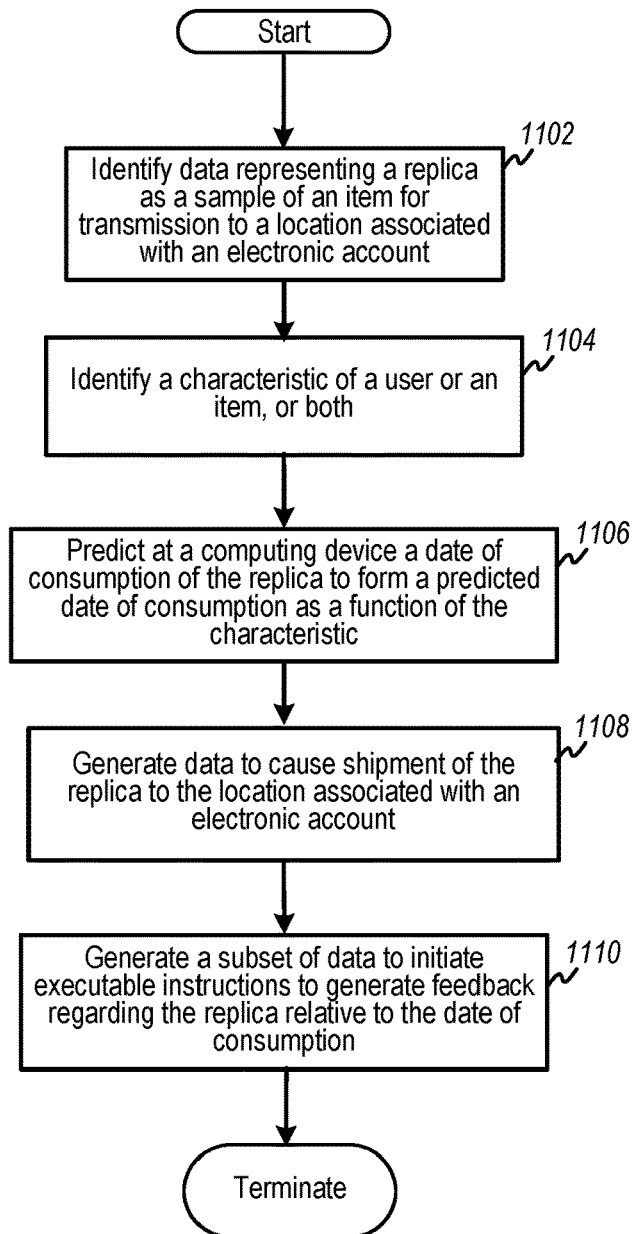 Start
1102
Identify data representing a replica
as a sample of an item for
transmission to a location associated
with an electronic account
1104
Identify a characteristic of a user or an
item, or both
1106
Predict at a computing device a date of
consumption of the replica to form a predicted
date of consumption as a function of the
characteristic
1108
Generate data to cause shipment of the
replica to the location associated with an
electronic account
1110
Generate a subset of data to initiate
executable instructions to generate feedback
regarding the replica relative to the date of
consumption
Terminate